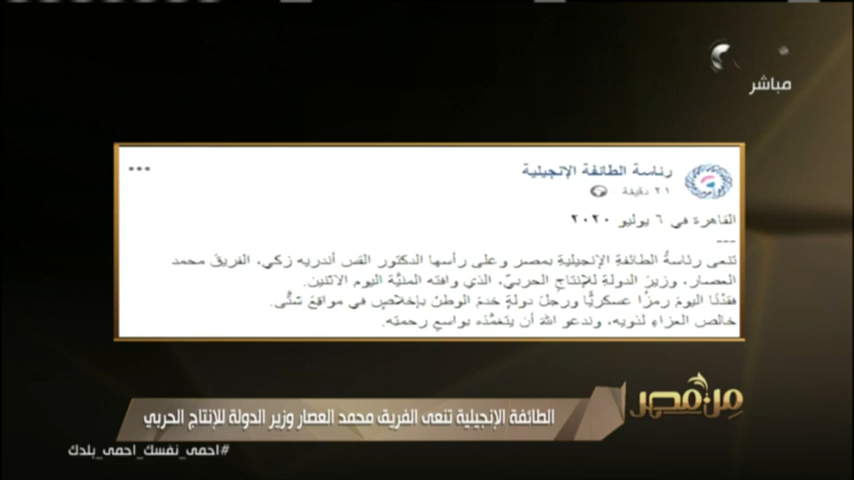 مباشر
رئاسة الطائفة الإنجيلية
٢١ دقيقة
القاهرة في ٦ يوليو ٢٠٢٠
---
تنعى رئاسةُ الطائفةِ الإنجيليةِ بمصر وعلى رأسها الدكتور القس أندريه زكي، الفريقَ محمد
العصار، وزيرَ الدولةِ للإنتاجِ الحربيّ، الذي وافته المنيَّة اليوم الاثنين.
فقدْنا اليومَ رمزًا عسكريًّا ورجلَ دولةٍ خدمَ الوطنَ بإخلاصٍ في مواقعَ شتَّى.
خالص العزاءِ لذويه، وندعو اللهَ أن يتغمَّدَه بواسعِ رحمتِه.
من مصر
الطائفة الإنجيلية تنعى الفريق محمد العصار وزير الدولة للإنتاج الحربي
#احمي_نفسك_احمي_بلدك